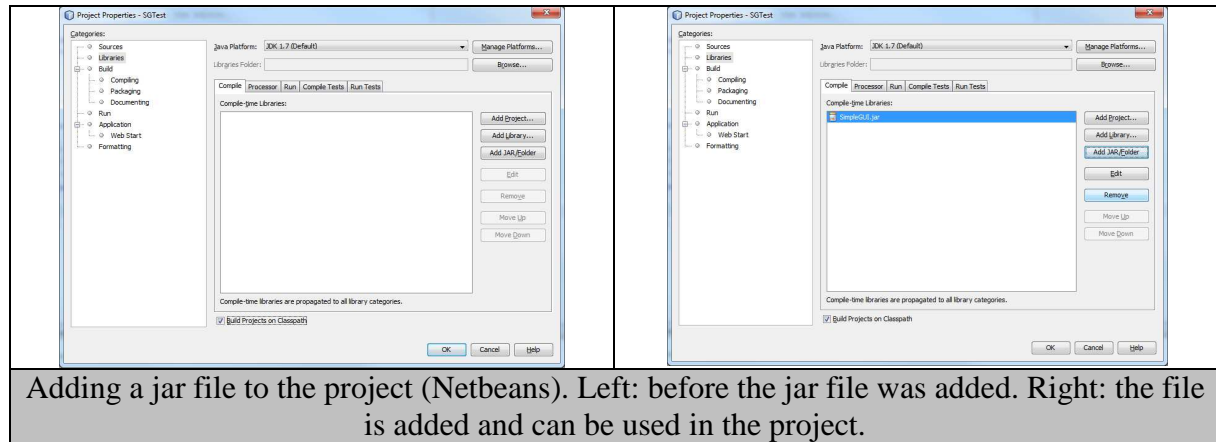 Project Properties - SGTest
Categories:
Sources
Libraries
Build
Compiling
Packaging
Documenting
Run
Application
Web Start
Formatting
Java Platform: JDK 1.7 (Default) Manage Platforms...
Libraries Folder: Browse...
Compile Processor Run Compile Tests Run Tests
Compile-time Libraries:
Add Project...
Add Library...
Add JAR/Folder
Edit
Remove
Move Up
Move Down
Compile-time libraries are propagated to all library categories.
Build Projects on Classpath
OK Cancel Help
Project Properties - SGTest
Categories:
Sources
Libraries
Build
Compiling
Packaging
Documenting
Run
Application
Web Start
Formatting
Java Platform: JDK 1.7 (Default) Manage Platforms...
Libraries Folder: Browse...
Compile Processor Run Compile Tests Run Tests
Compile-time Libraries:
SimpleGUI.jar
Add Project...
Add Library...
Add JAR/Folder
Edit
Remove
Move Up
Move Down
Compile-time libraries are propagated to all library categories.
Build Projects on Classpath
OK Cancel Help
Adding a jar file to the project (Netbeans). Left: before the jar file was added. Right: the file
is added and can be used in the project.